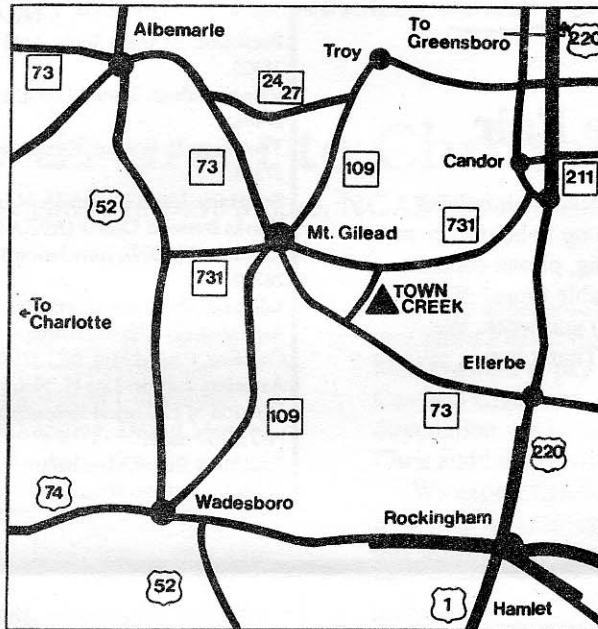 Albemarle
To
Greensboro
220
Troy
73
24
27
Candor
211
73
109
52
Mt. Gilead
731
731
To
Charlotte
TOWN
CREEK
Ellerbe
109
73
220
74
Wadesboro
Rockingham
52
1
Hamlet